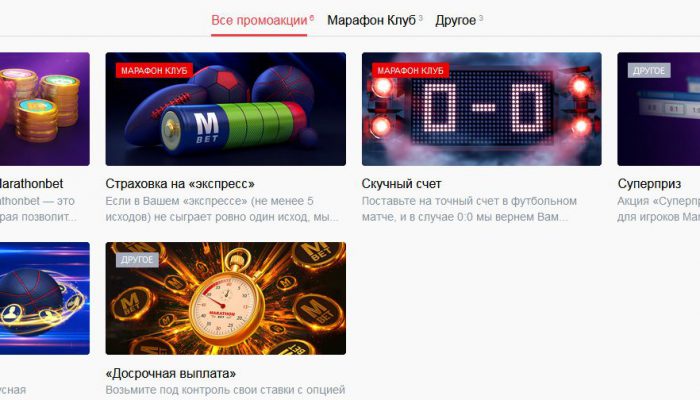 Все промоакции 6 Марафон Клуб 3 Другое 3
МАРАФОН КЛУБ
M
BET
МАРАФОН КЛУБ
0-0
ДРУГОЕ
arathonbet
Страховка на «экспресс»
Скучный счет
Суперприз
athonbet — это
Если в Вашем «экспрессе» (не менее 5
Поставьте на точный счет в футбольном
Акция «Суперпр
рая позволит...
исходов) не сыграет ровно один исход, мы...
матче, и в случае 0:0 мы вернем Вам...
для игроков Мар
ДРУГОЕ
M
BET
MARATHON
BET
«Досрочная выплата»
усная
Возьмите под контроль свои ставки с опцией